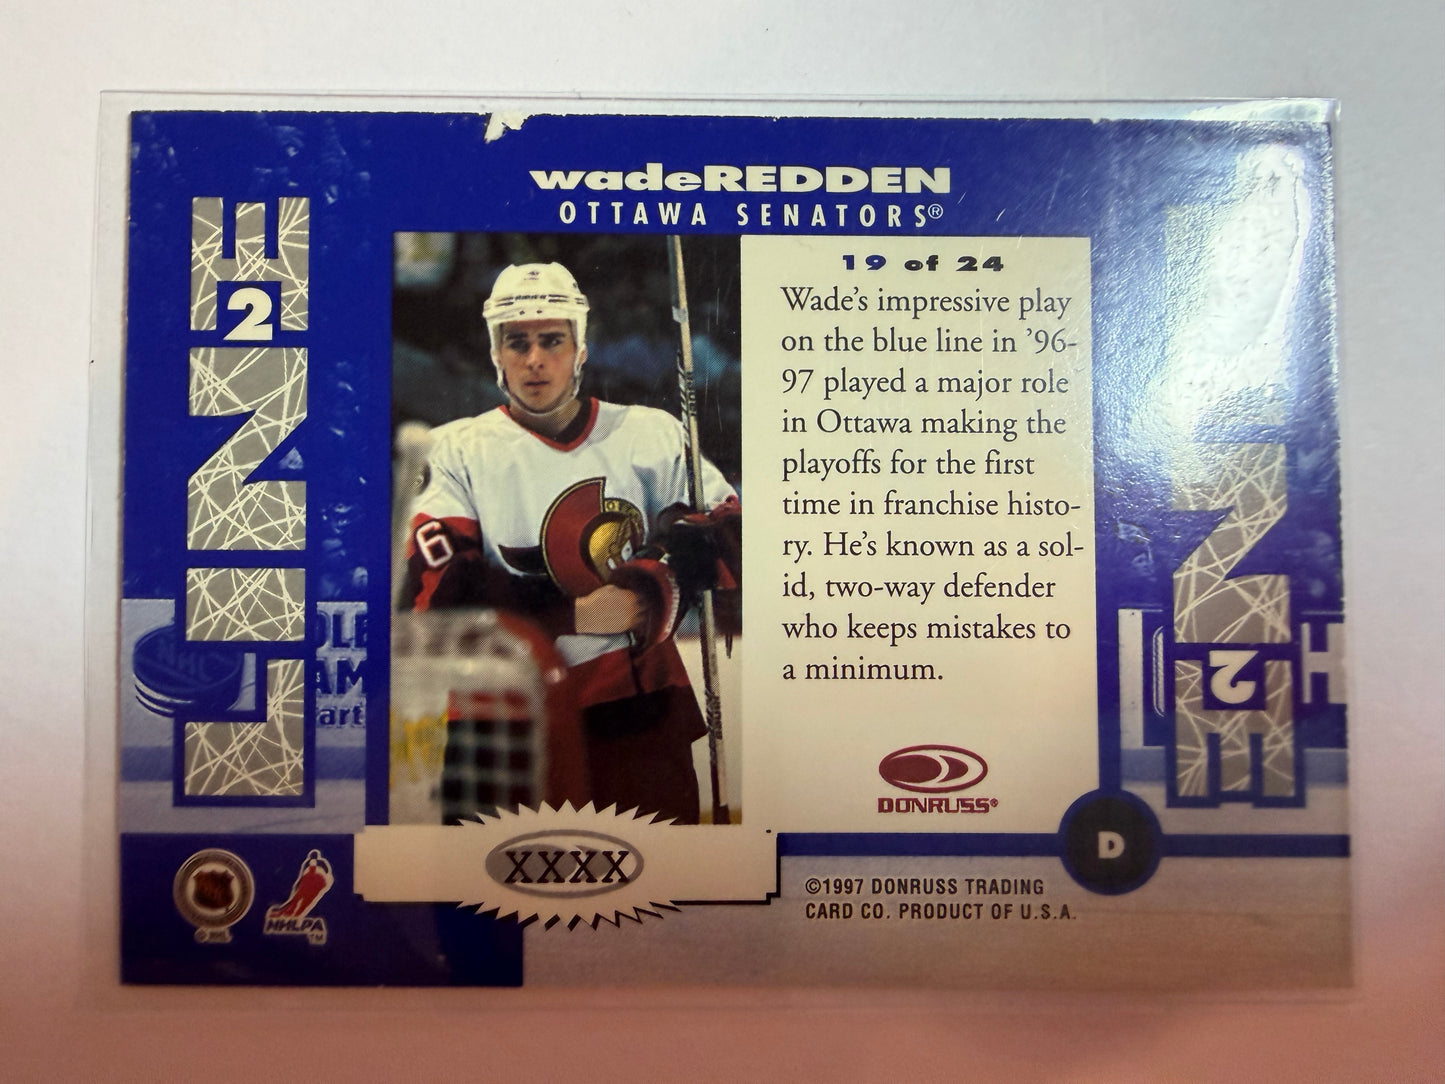 wadeREDDEN
OTTAWA SENATORS®
LINE
2
19 of 24
Wade's impressive play
on the blue line in '96-
97 played a major role
in Ottawa making the
playoffs for the first
time in franchise histo-
ry. He's known as a sol-
id, two-way defender
who keeps mistakes to
a minimum.
6
DONRUSS®
XXXX
D
©1997 DONRUSS TRADING
CARD CO. PRODUCT OF U.S.A.
NHLPA
TM
NHL
2